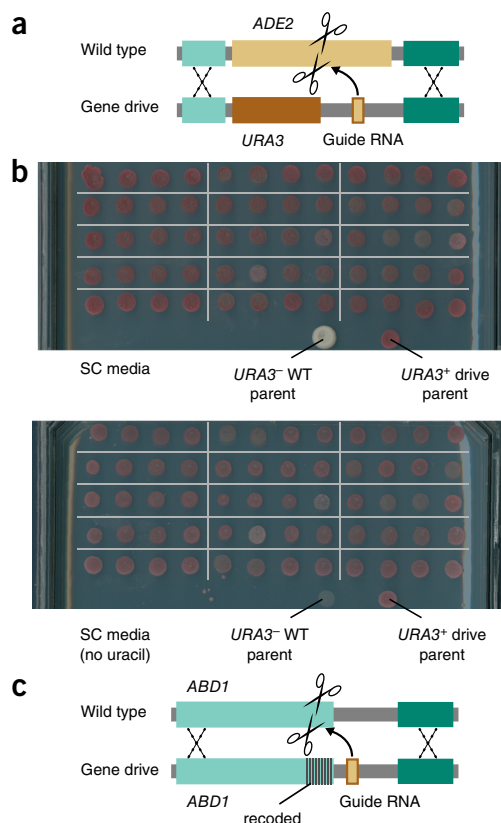 a
ADE2
Wild type
Gene drive
URA3
Guide RNA
b
SC media
URA3⁻ WT
parent
URA3⁺ drive
parent
SC media
(no uracil)
URA3⁻ WT
parent
URA3⁺ drive
parent
c
ABD1
Wild type
Gene drive
ABD1
recoded
Guide RNA